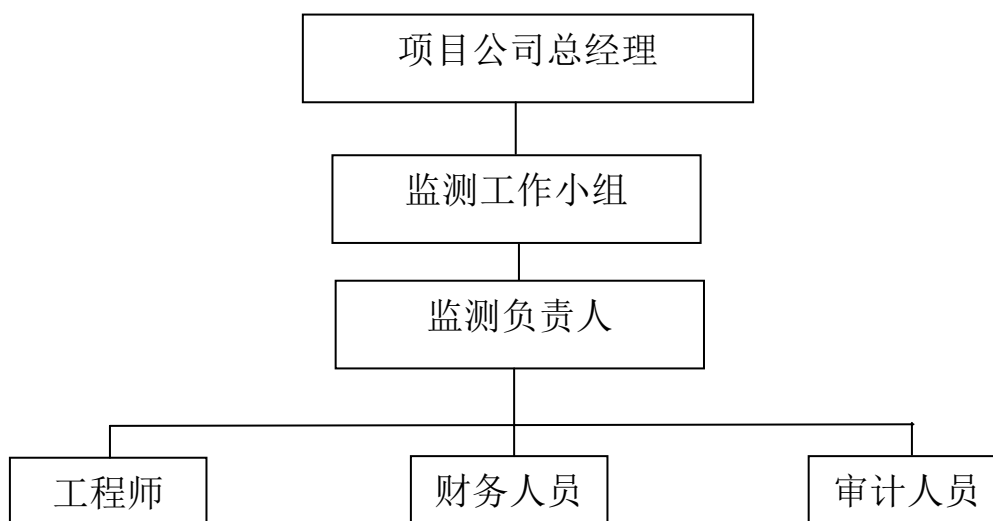 项目公司总经理
监测工作小组
监测负责人
工程师
财务人员
审计人员